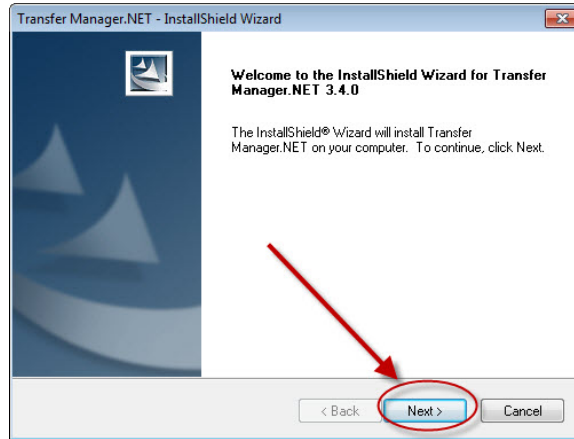 Transfer Manager.NET - InstallShield Wizard
Welcome to the InstallShield Wizard for Transfer
Manager.NET 3.4.0
The InstallShield® Wizard will install Transfer
Manager.NET on your computer. To continue, click Next.
< Back
Next >
Cancel